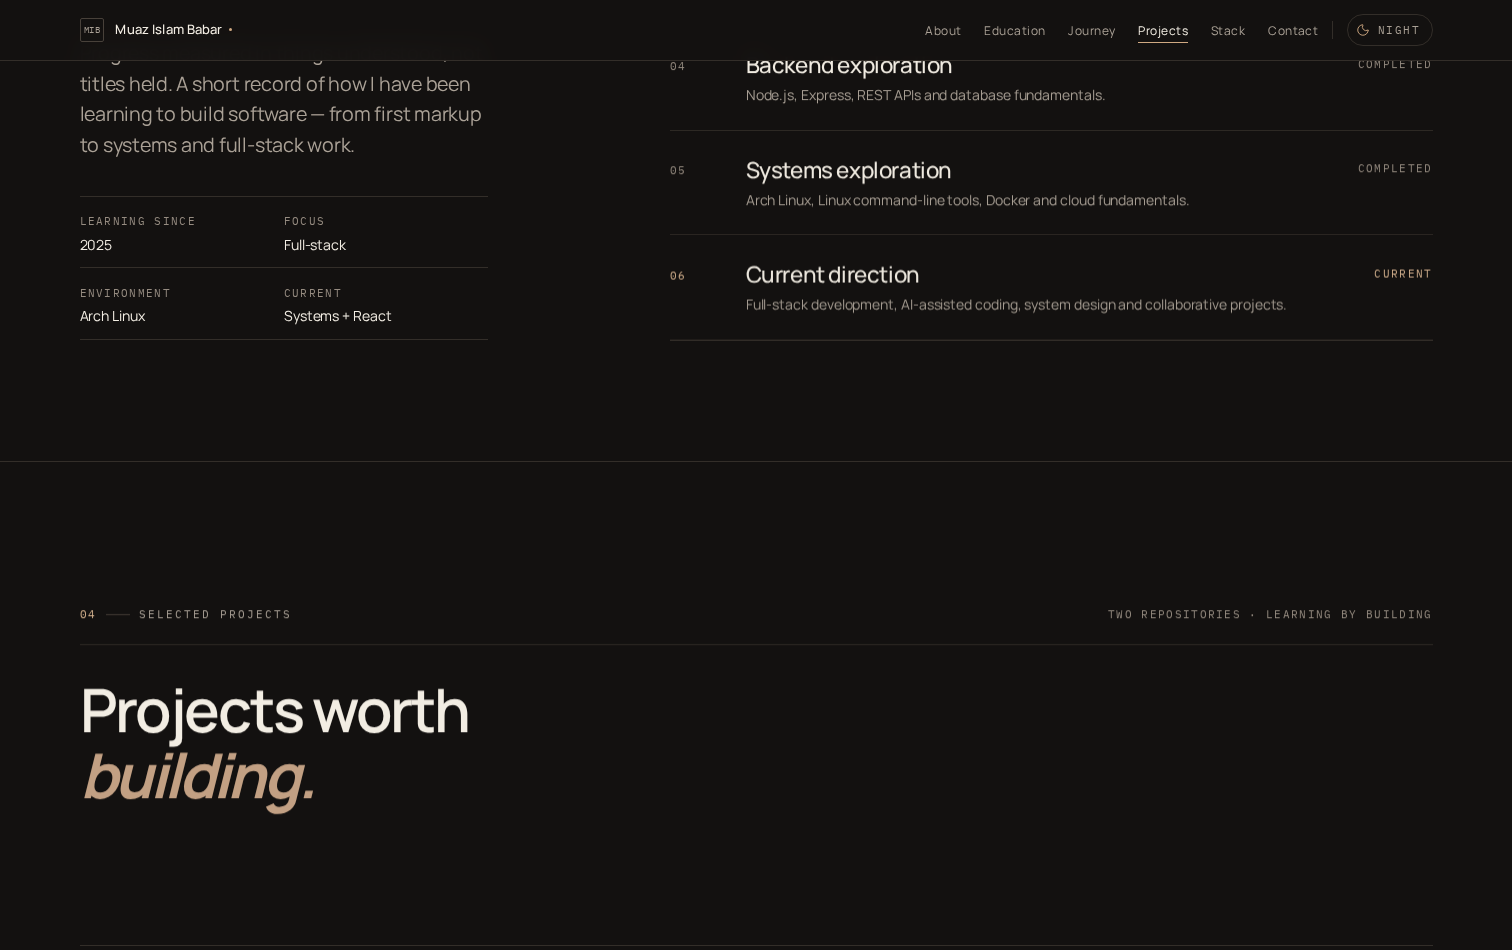 MIB
Muaz Islam Babar
About
Education
Journey
Projects
Stack
Contact
NIGHT
titles held. A short record of how I have been
learning to build software — from first markup
to systems and full-stack work.
LEARNING SINCE
2025
FOCUS
Full-stack
ENVIRONMENT
Arch Linux
CURRENT
Systems + React
04
Backend exploration
COMPLETED
Node.js, Express, REST APIs and database fundamentals.
05
Systems exploration
COMPLETED
Arch Linux, Linux command-line tools, Docker and cloud fundamentals.
06
Current direction
CURRENT
Full-stack development, AI-assisted coding, system design and collaborative projects.
04 — SELECTED PROJECTS
TWO REPOSITORIES · LEARNING BY BUILDING
Projects worth
building.